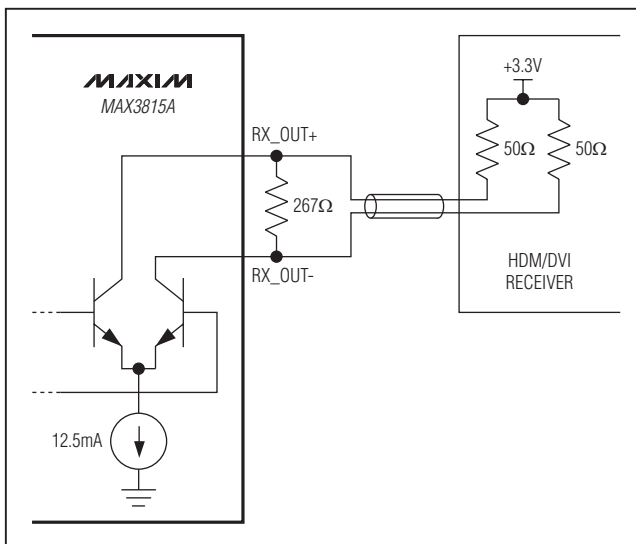 MAXIM
MAX3815A
RX_OUT+
267Ω
RX_OUT-
12.5mA
+3.3V
50Ω
50Ω
HDM/DVI
RECEIVER